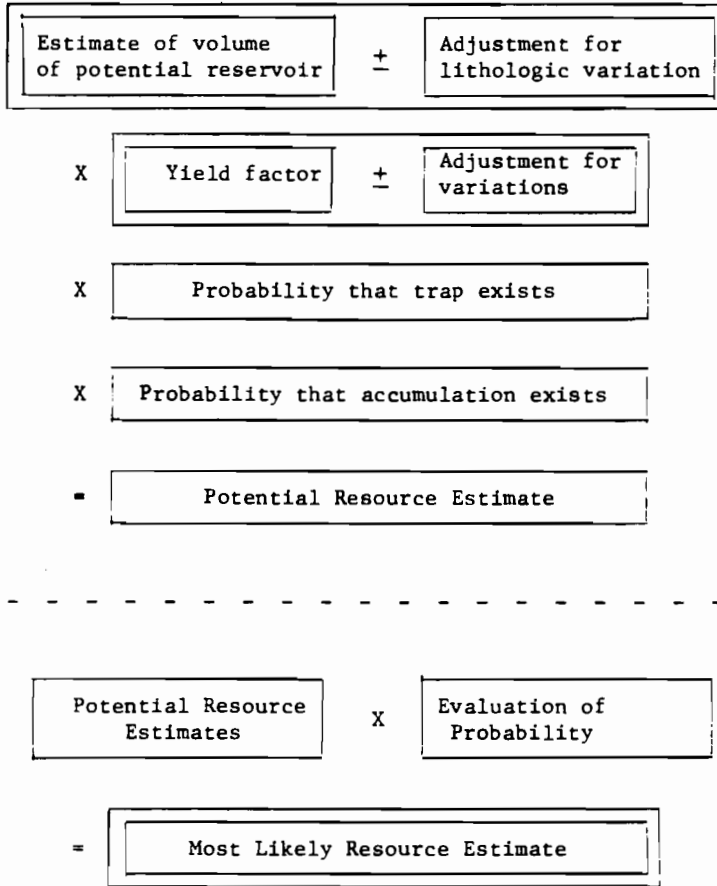 Estimate of volume
of potential reservoir
±
Adjustment for
lithologic variation
X
Yield factor
±
Adjustment for
variations
X
Probability that trap exists
X
Probability that accumulation exists
=
Potential Resource Estimate
Potential Resource
Estimates
X
Evaluation of
Probability
=
Most Likely Resource Estimate